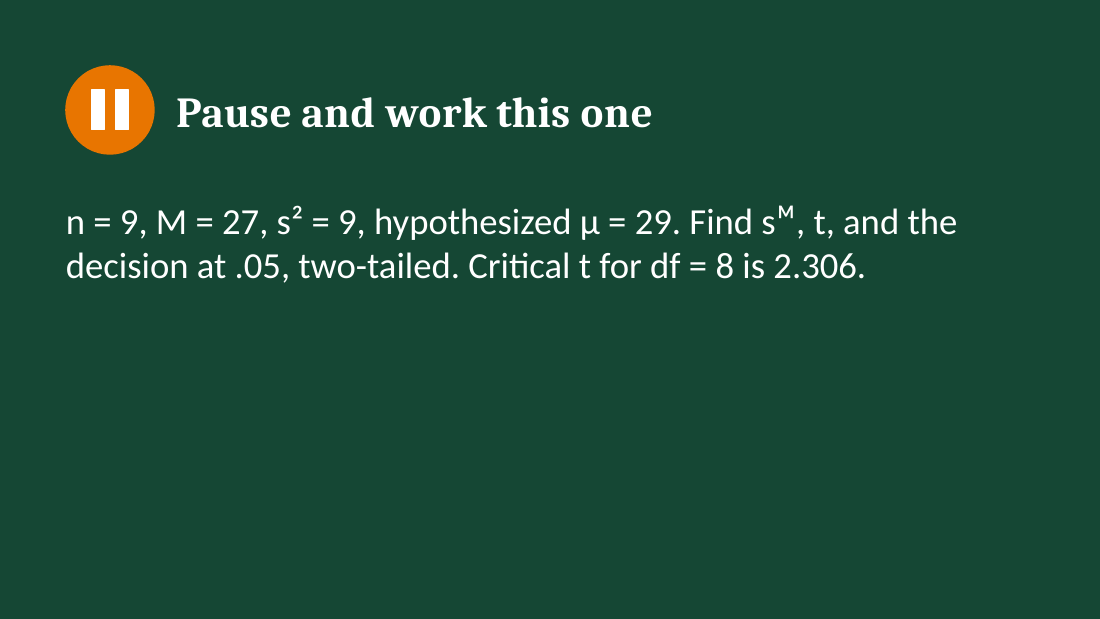 Pause and work this one
n = 9, M = 27, s² = 9, hypothesized μ = 29. Find sᴹ, t, and the
decision at .05, two-tailed. Critical t for df = 8 is 2.306.